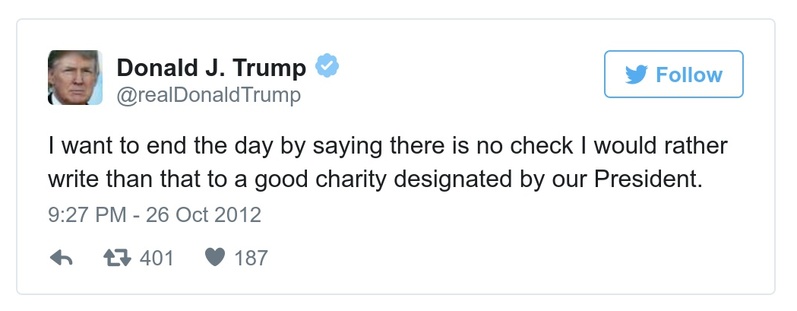 Donald J. Trump
Follow
@realDonaldTrump
I want to end the day by saying there is no check I would rather
write than that to a good charity designated by our President.
9:27 PM - 26 Oct 2012
401 187